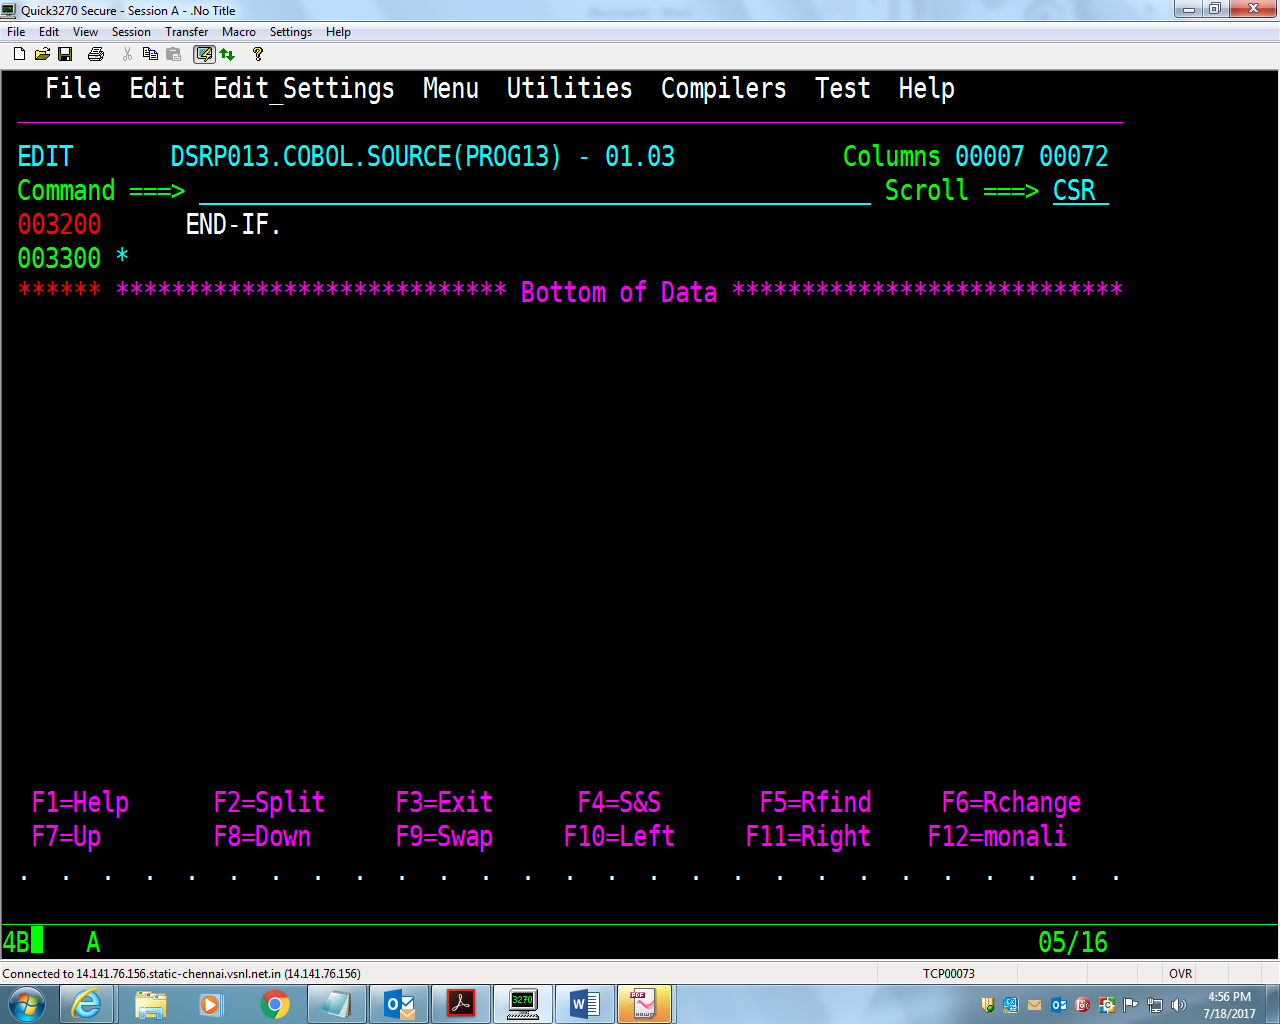 Quick3270 Secure - Session A - .No Title
File Edit View Session Transfer Macro Settings Help
File Edit Edit_Settings Menu Utilities Compilers Test Help
EDIT DSRP013.COBOL.SOURCE(PROG13) - 01.03 Columns 00007 00072
Command ===> Scroll ===> CSR
003200 END-IF.
003300 *
****** **************************** Bottom of Data ****************************
F1=Help F2=Split F3=Exit F4=S&S F5=Rfind F6=Rchange
F7=Up F8=Down F9=Swap F10=Left F11=Right F12=monali
. . . . . . . . . . . . . . . . . . . . . . . . . . .
4B A 05/16
Connected to 14.141.76.156.static-chennai.vsnl.net.in (14.141.76.156) TCP00073 OVR
3270 PDF
4:56 PM
7/18/2017